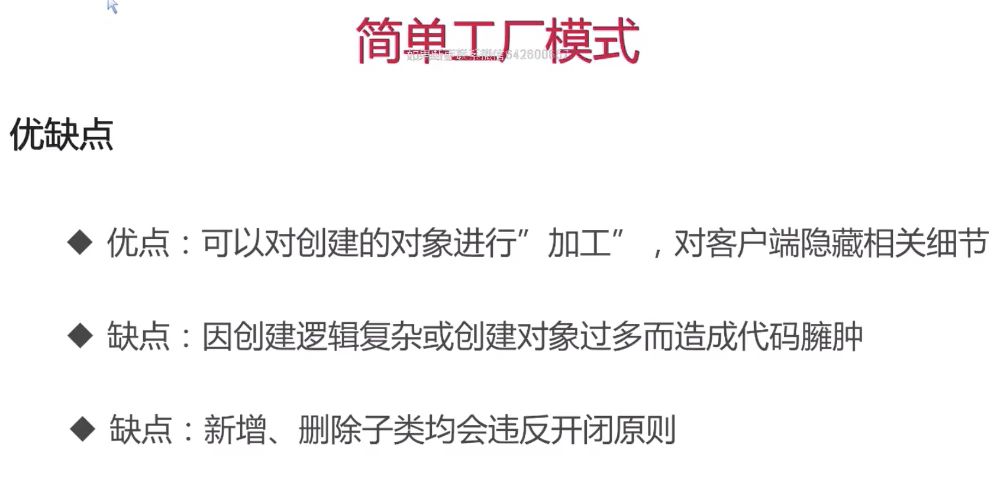 简单工厂模式
优缺点
◆ 优点：可以对创建的对象进行”加工”，对客户端隐藏相关细节
◆ 缺点：因创建逻辑复杂或创建对象过多而造成代码臃肿
◆ 缺点：新增、删除子类均会违反开闭原则